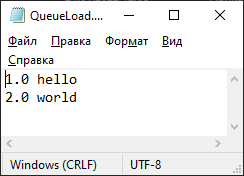 QueueLoad....
Файл Правка Формат Вид
Справка
1.0 hello
2.0 world
Windows (CRLF) UTF-8